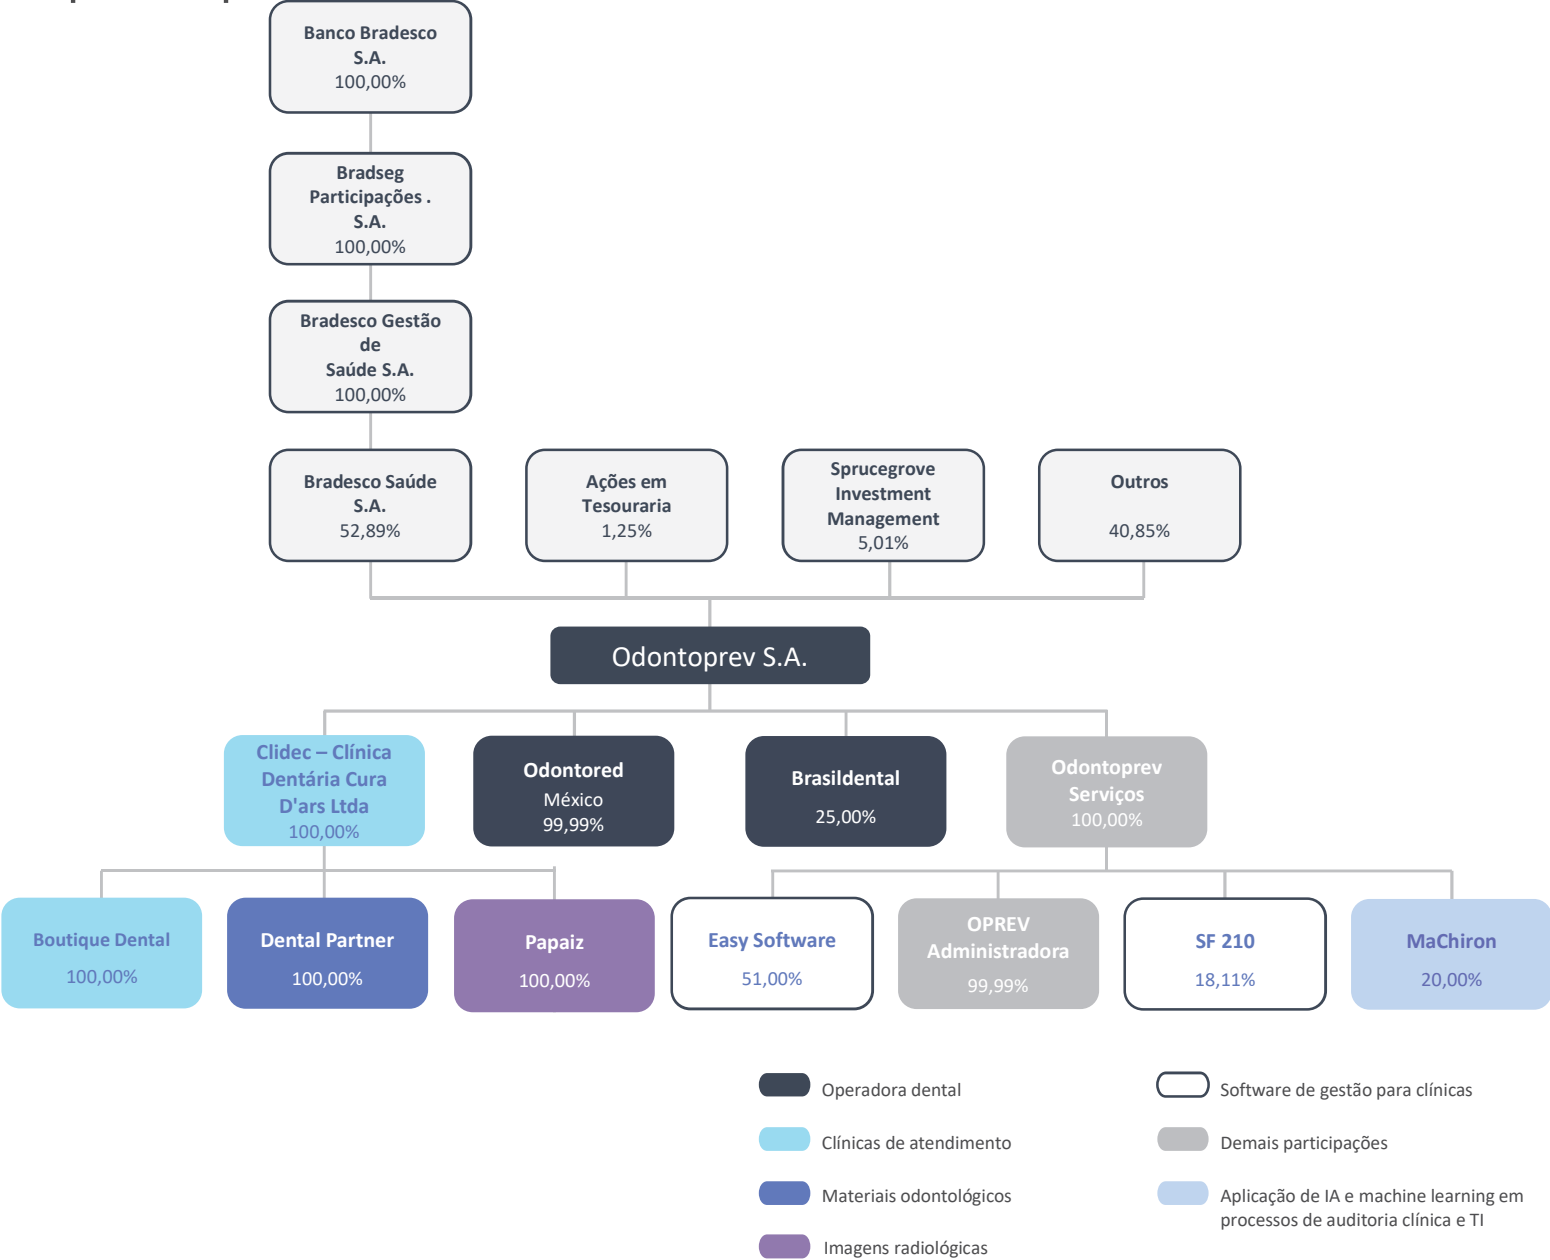 Banco Bradesco
S.A.
100,00%
Bradseg
Participações .
S.A.
100,00%
Bradesco Gestão
de
Saúde S.A.
100,00%
Bradesco Saúde
S.A.
52,89%
Ações em
Tesouraria
1,25%
Sprucegrove
Investment
Management
5,01%
Outros
40,85%
Odontoprev S.A.
Clidec – Clínica
Dentária Cura
D'ars Ltda
100,00%
Odontored
México
99,99%
Brasildental
25,00%
Odontoprev
Serviços
100,00%
Boutique Dental
100,00%
Dental Partner
100,00%
Papaiz
100,00%
Easy Software
51,00%
OPREV
Administradora
99,99%
SF 210
18,11%
MaChiron
20,00%
Operadora dental
Clínicas de atendimento
Materiais odontológicos
Imagens radiológicas
Software de gestão para clínicas
Demais participações
Aplicação de IA e machine learning em
processos de auditoria clínica e TI